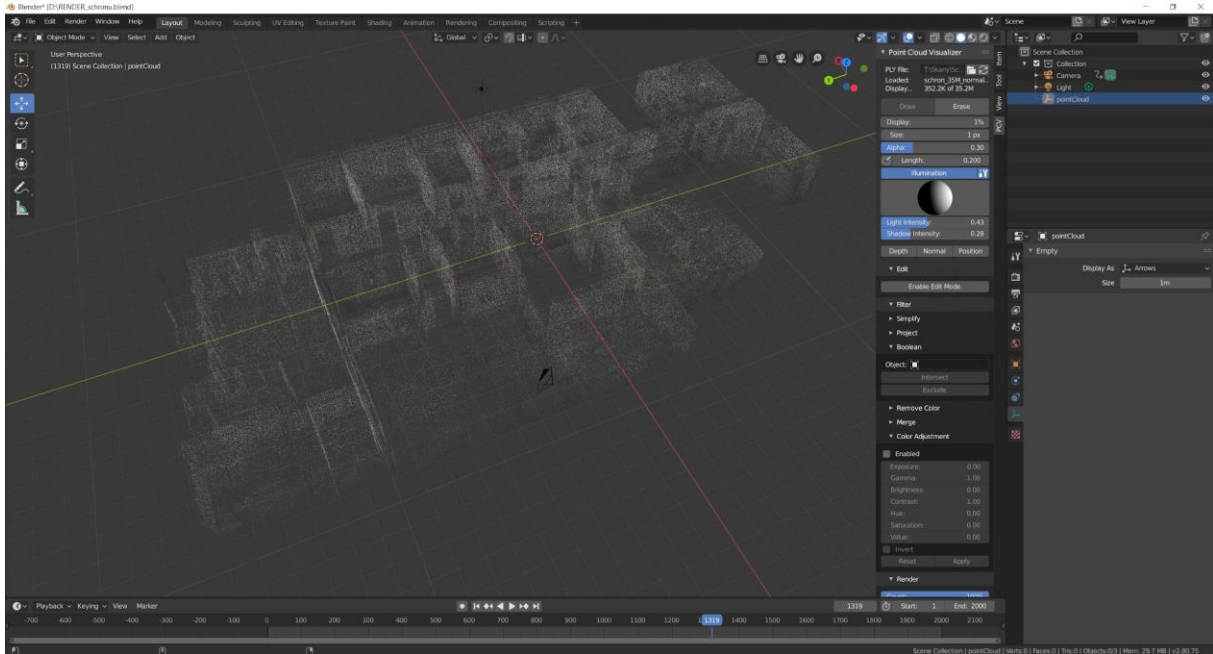 Blender* [D:\RENDER_schronu.blend]
File Edit Render Window Help Layout Modeling Sculpting UV Editing Texture Paint Shading Animation Rendering Compositing Scripting + Scene View Layer
Object Mode View Select Add Object Global
User Perspective
(1319) Scene Collection | pointCloud
Point Cloud Visualizer
PLY file: T:\Skany\Sc..
Loaded: schron_35M_normal..
Display.. 352.2K of 35.2M
Draw Erase
Display: 1%
Size: 1 px
Alpha: 0.30
Length: 0.200
Illumination
Light Intensity: 0.43
Shadow Intensity: 0.28
Depth Normal Position
Edit
Enable Edit Mode
Filter
Simplify
Project
Boolean
Object:
Intersect
Exclude
Remove Color
Merge
Color Adjustment
Enabled
Exposure: 0.00
Gamma: 1.00
Brightness: 0.00
Contrast: 1.00
Hue: 0.00
Saturation: 0.00
Value: 0.00
Invert
Reset Apply
Render
Count: 100%
Item
Tool
View
PCV
Scene Collection
Collection
Camera
Light
pointCloud
pointCloud
Empty
Display As Arrows
Size 1m
Playback Keying View Marker 1319 Start: 1 End: 2000
-700 -600 -500 -400 -300 -200 -100 0 100 200 300 400 500 600 700 800 900 1000 1100 1200 1319 1400 1500 1600 1700 1800 1900 2000 2100
Scene Collection | pointCloud | Verts:0 | Faces:0 | Tris:0 | Objects:0/3 | Mem: 29.7 MB | v2.80.75